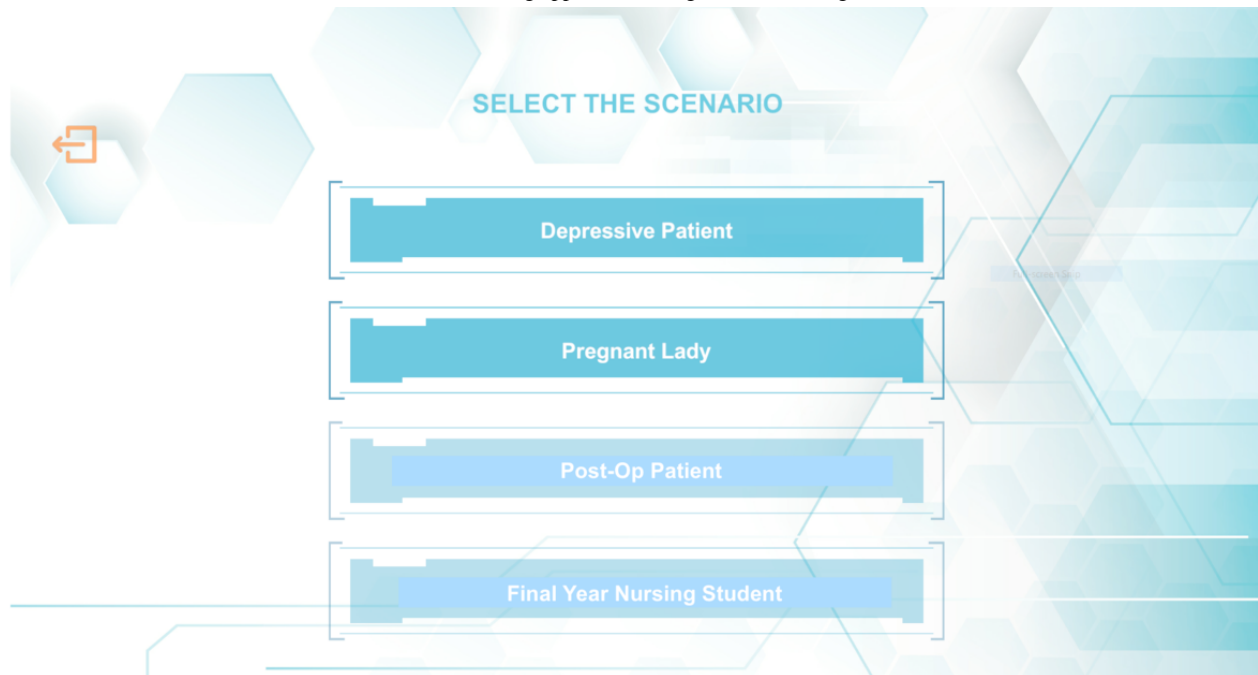 SELECT THE SCENARIO
Depressive Patient
Pregnant Lady
Post-Op Patient
Final Year Nursing Student